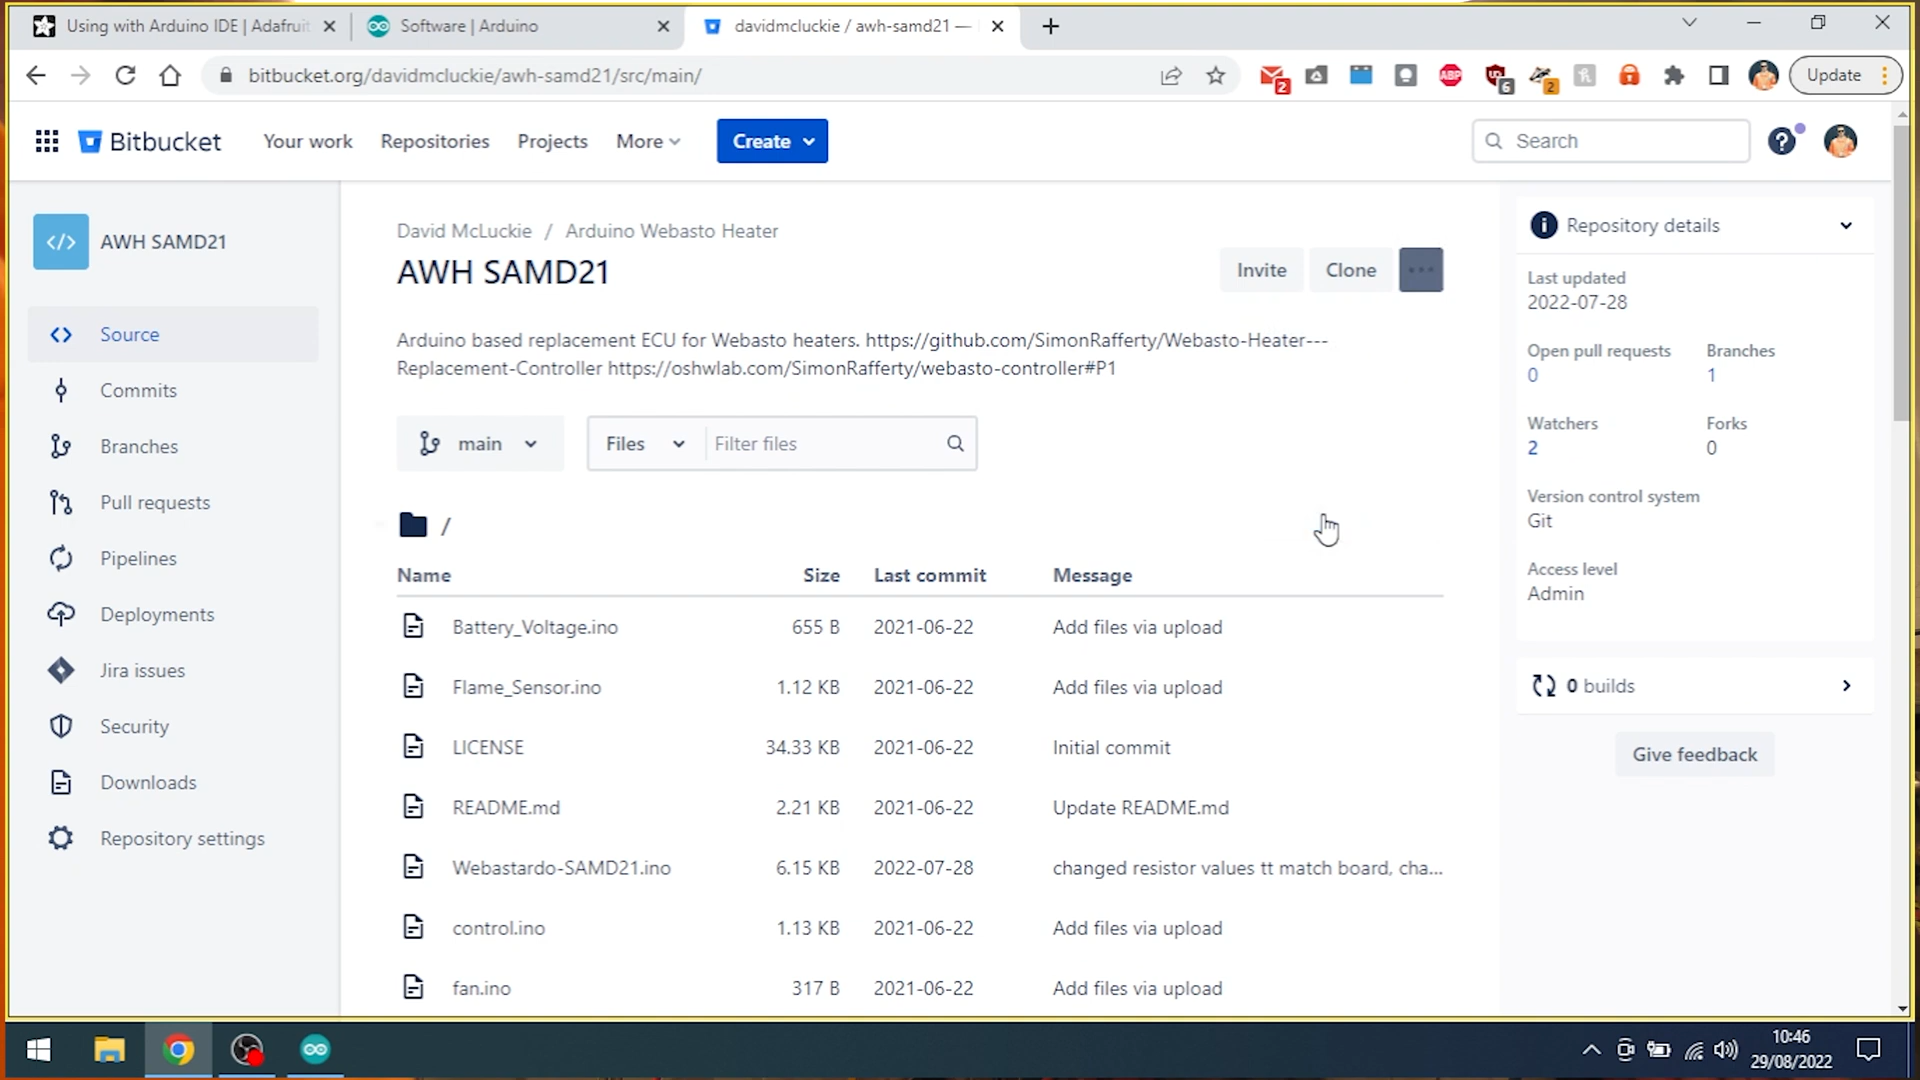 Using with Arduino IDE | Adafruit
Software | Arduino
davidmcluckie / awh-samd21 —
bitbucket.org/davidmcluckie/awh-samd21/src/main/
2
ABP
6
2
Update
Bitbucket
Your work
Repositories
Projects
More
Create
Search
AWH SAMD21
Source
Commits
Branches
Pull requests
Pipelines
Deployments
Jira issues
Security
Downloads
Repository settings
David McLuckie / Arduino Webasto Heater
AWH SAMD21
Invite
Clone
Arduino based replacement ECU for Webasto heaters. https://github.com/SimonRafferty/Webasto-Heater---
Replacement-Controller https://oshwlab.com/SimonRafferty/webasto-controller#P1
main
Files
Filter files
/
Name Size Last commit Message
Battery_Voltage.ino 655 B 2021-06-22 Add files via upload
Flame_Sensor.ino 1.12 KB 2021-06-22 Add files via upload
LICENSE 34.33 KB 2021-06-22 Initial commit
README.md 2.21 KB 2021-06-22 Update README.md
Webastardo-SAMD21.ino 6.15 KB 2022-07-28 changed resistor values tt match board, cha...
control.ino 1.13 KB 2021-06-22 Add files via upload
fan.ino 317 B 2021-06-22 Add files via upload
Repository details
Last updated
2022-07-28
Open pull requests Branches
0 1
Watchers Forks
2 0
Version control system
Git
Access level
Admin
0 builds
Give feedback
10:46
29/08/2022